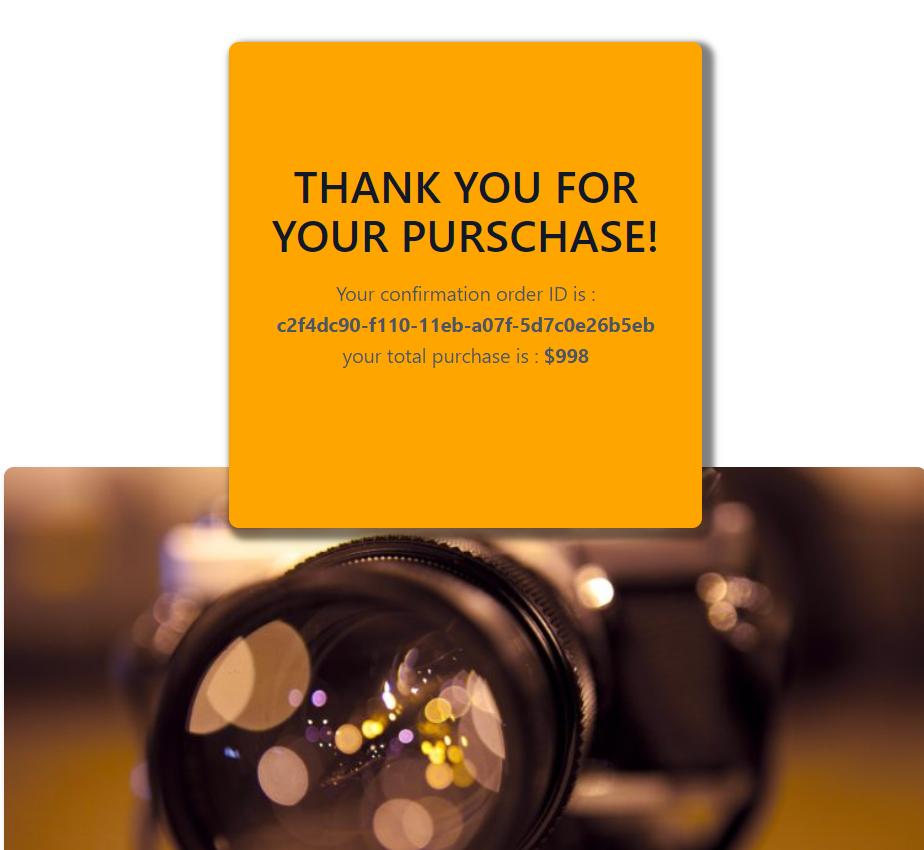 THANK YOU FOR
YOUR PURSCHASE!
Your confirmation order ID is :
c2f4dc90-f110-11eb-a07f-5d7c0e26b5eb
your total purchase is : $998